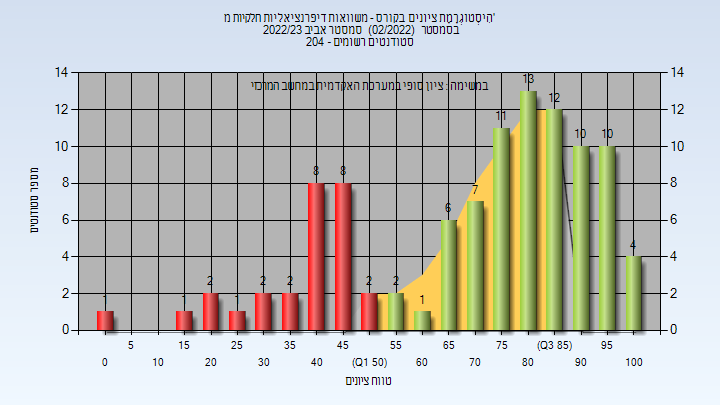 היסטוגרמת ציונים בקורס - משוואות דיפרנציאליות חלקיות מ'
בסמסטר (02/2022) סמסטר אביב 2022/23
סטודנטים רשומים - 204
במשימה : ציון סופי במערכת האקדמית במחשב המרכזי
מספר סטודנטים
14 12 10 8 6 4 2 0
14 12 10 8 6 4 2 0
1 1 2 1 2 2 8 8 2 2 1 6 7 11 13 12 10 10 4
5 15 25 35 45 55 65 75 (Q3 85) 95
0 10 20 30 40 (Q1 50) 60 70 80 90 100
טווח ציונים